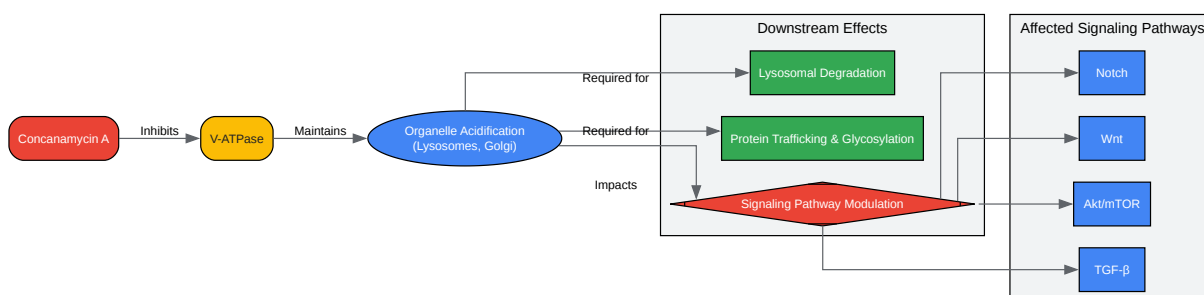 Downstream Effects
Affected Signaling Pathways
Concanamycin A
Inhibits
V-ATPase
Maintains
Organelle Acidification
(Lysosomes, Golgi)
Required for
Lysosomal Degradation
Required for
Protein Trafficking & Glycosylation
Impacts
Signaling Pathway Modulation
Notch
Wnt
Akt/mTOR
TGF-β